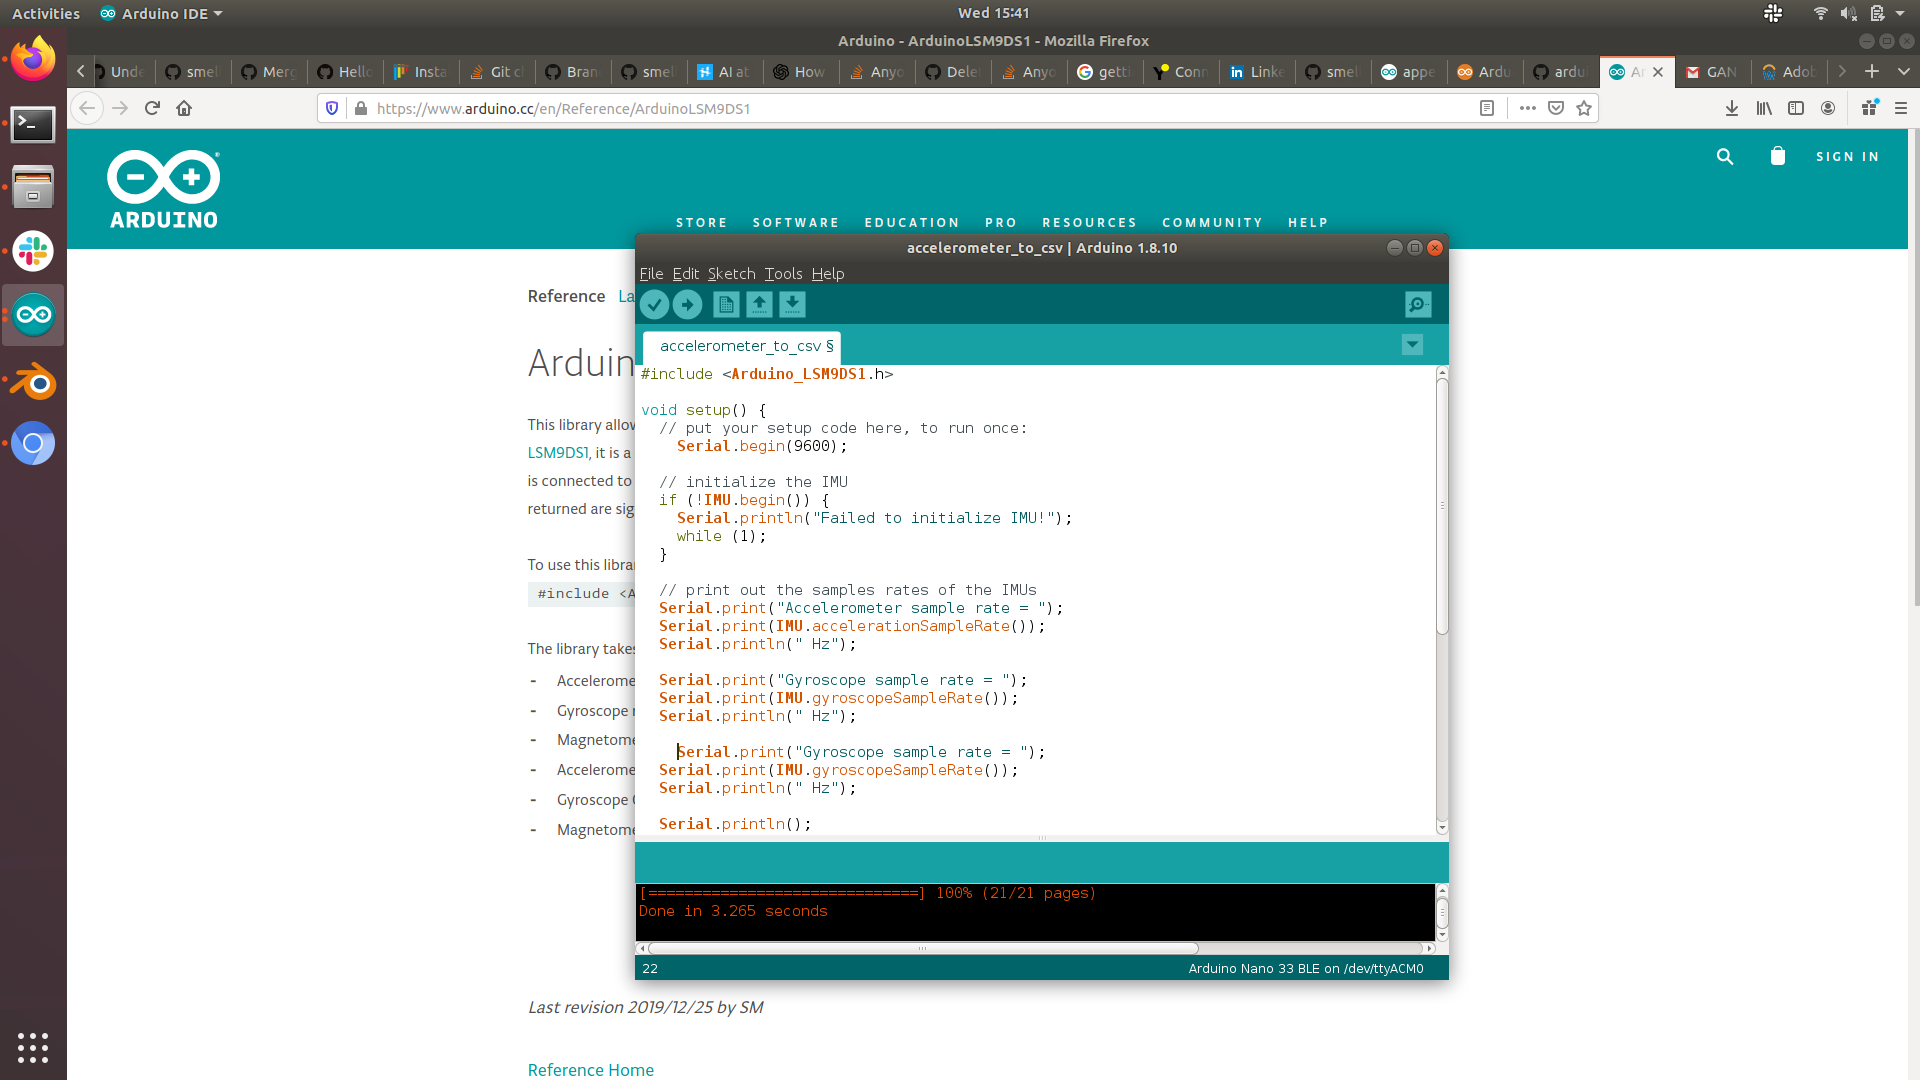 Activities
Arduino IDE
Wed 15:41
Arduino - ArduinoLSM9DS1 - Mozilla Firefox
Unde
smel
Merg
Hello
Insta
Git cl
Bran
smel
AI at
How
Anyo
Delet
Anyo
getti
Conn
Linke
smel
appe
Ardu
ardui
Ar
GAN
Adob
https://www.arduino.cc/en/Reference/ArduinoLSM9DS1
ARDUINO
SIGN IN
STORE SOFTWARE EDUCATION PRO RESOURCES COMMUNITY HELP
Reference La
Arduin
This library allow
LSM9DS1, it is a
is connected to
returned are sig
To use this librar
#include <A
The library takes
- Accelerome
- Gyroscope r
- Magnetome
- Accelerome
- Gyroscope
- Magnetome
Last revision 2019/12/25 by SM
Reference Home
accelerometer_to_csv | Arduino 1.8.10
File Edit Sketch Tools Help
accelerometer_to_csv §
#include <Arduino_LSM9DS1.h>
void setup() {
// put your setup code here, to run once:
Serial.begin(9600);
// initialize the IMU
if (!IMU.begin()) {
Serial.println("Failed to initialize IMU!");
while (1);
}
// print out the samples rates of the IMUs
Serial.print("Accelerometer sample rate = ");
Serial.print(IMU.accelerationSampleRate());
Serial.println(" Hz");
Serial.print("Gyroscope sample rate = ");
Serial.print(IMU.gyroscopeSampleRate());
Serial.println(" Hz");
Serial.print("Gyroscope sample rate = ");
Serial.print(IMU.gyroscopeSampleRate());
Serial.println(" Hz");
Serial.println();
[==============================] 100% (21/21 pages)
Done in 3.265 seconds
22
Arduino Nano 33 BLE on /dev/ttyACM0